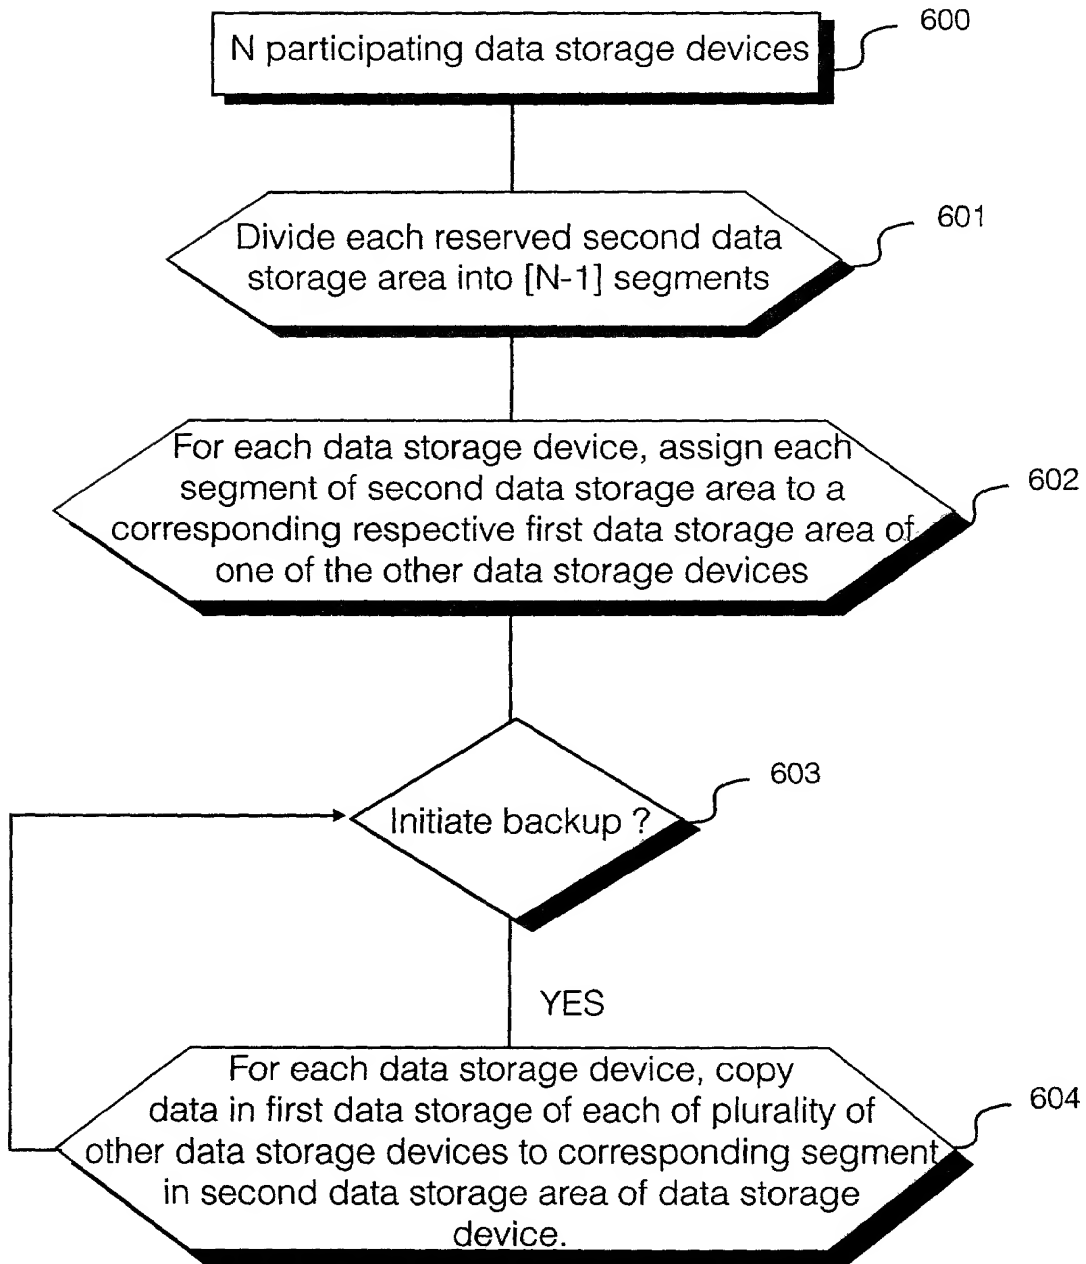 N participating data storage devices
600
Divide each reserved second data
storage area into [N-1] segments
601
For each data storage device, assign each
segment of second data storage area to a
corresponding respective first data storage area of
one of the other data storage devices
602
Initiate backup ?
603
YES
For each data storage device, copy
data in first data storage of each of plurality of
other data storage devices to corresponding segment
in second data storage area of data storage
device.
604